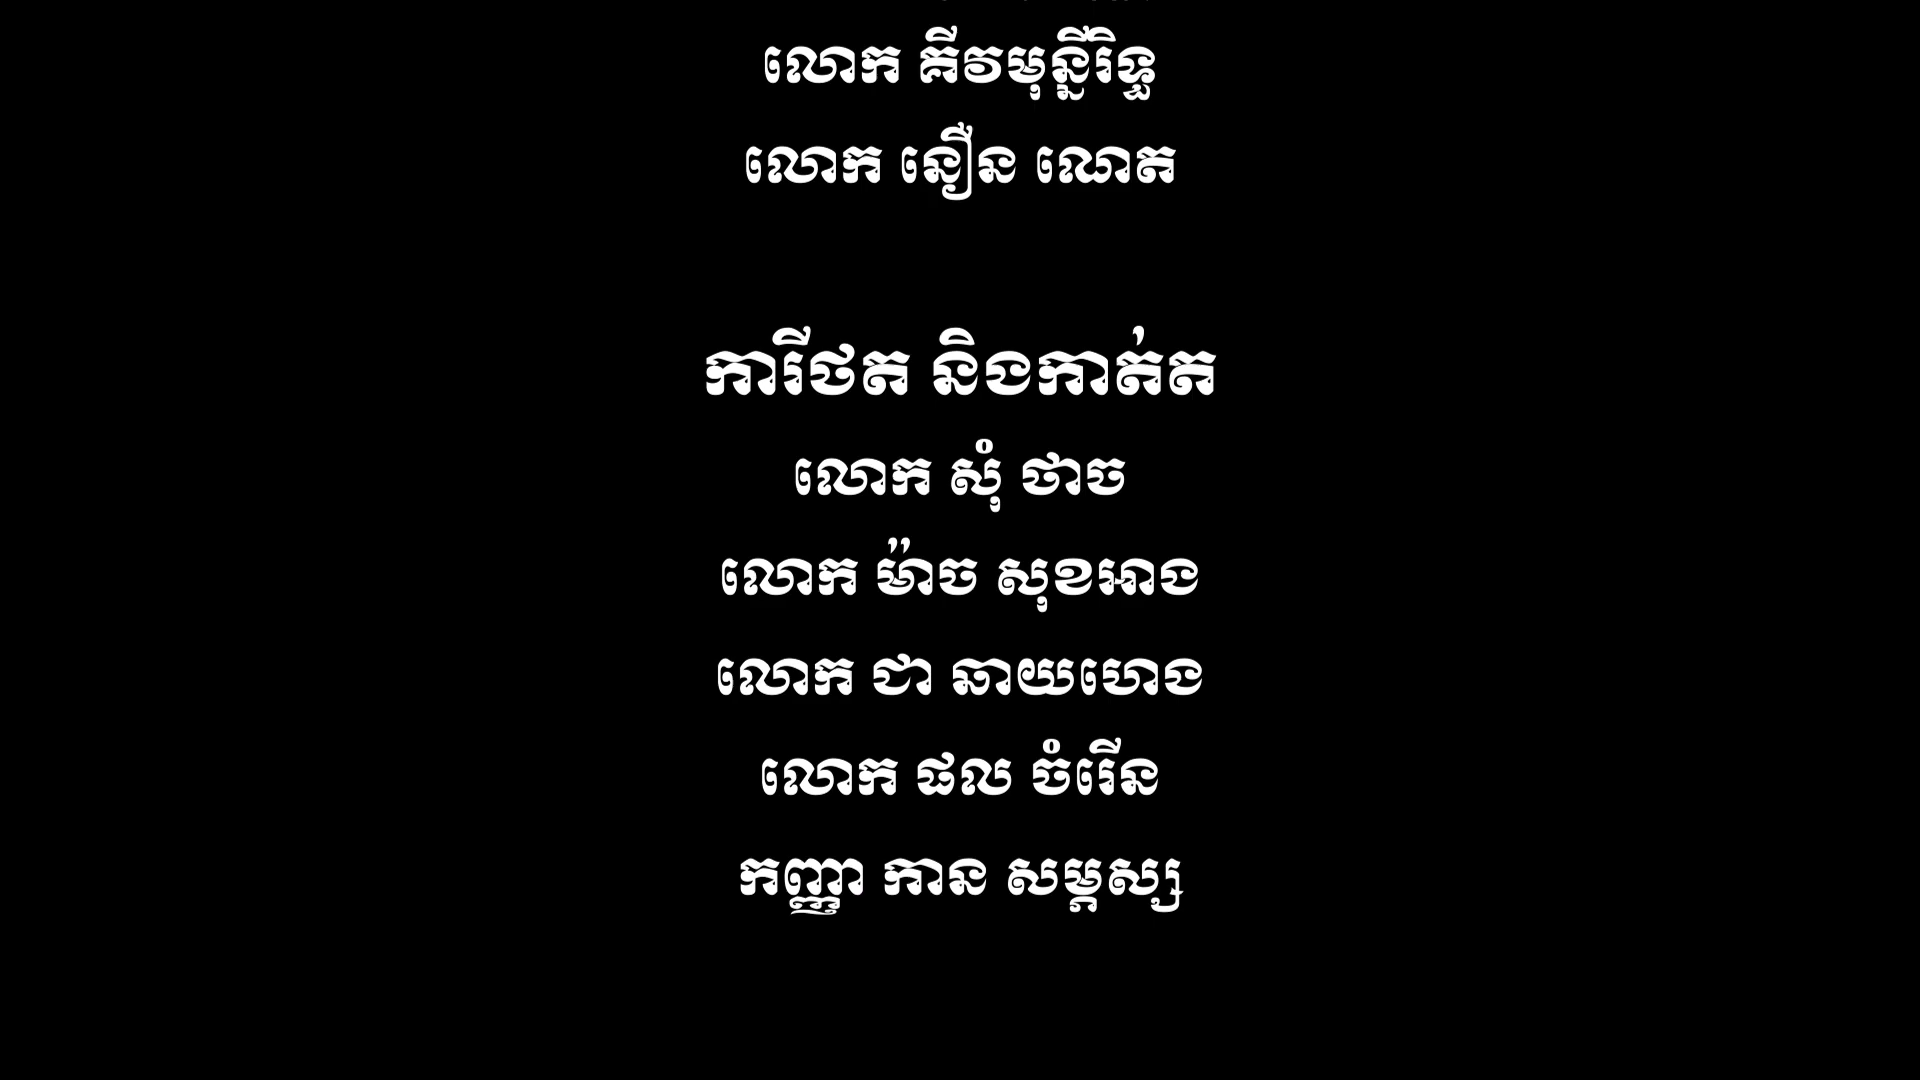 លោក គីវមុន្នីរិទ្ធ
លោក នឿន ណេត
ការីថត និងកាត់ត
លោក សុំ ថាច
លោក ម៉ាច សុខអាង
លោក ជា ឆាយហេង
លោក ផល ចំរើន
កញ្ញា កាន សម្ភស្ស